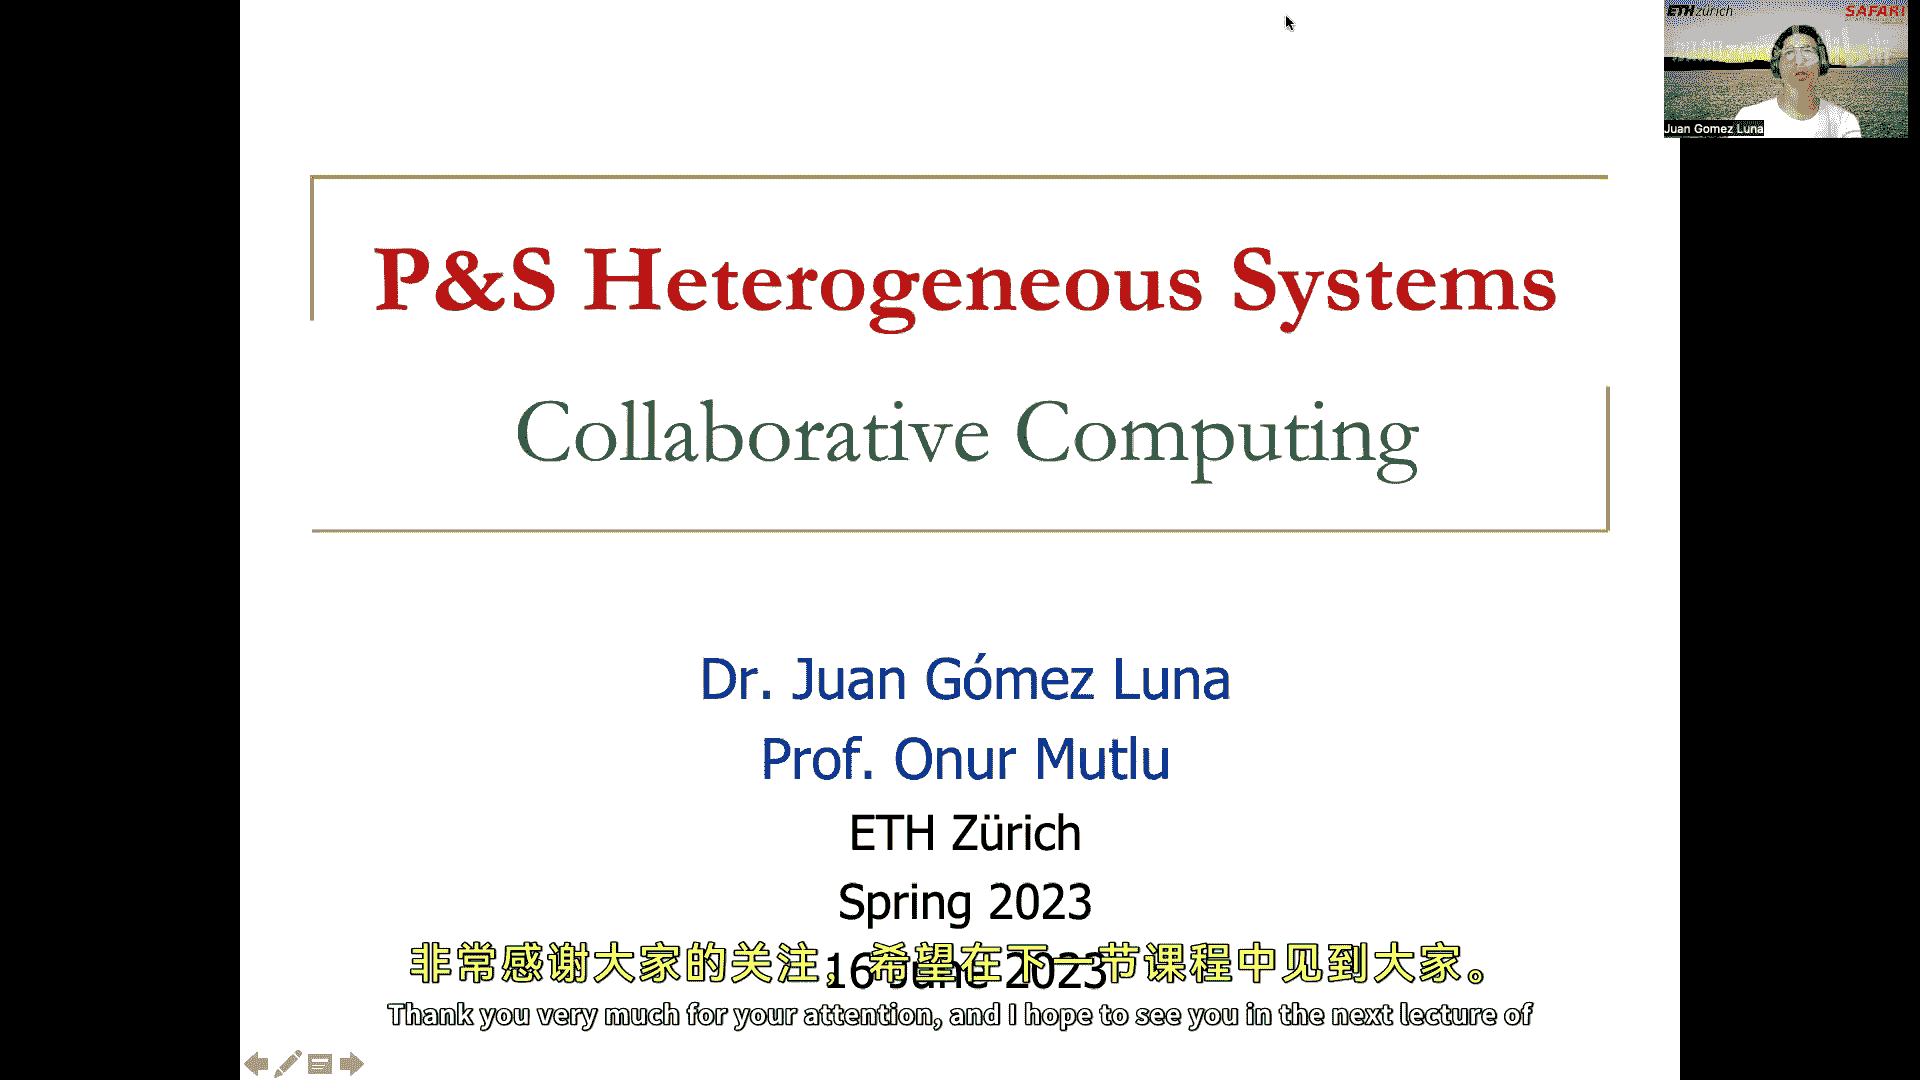 ETH zürich
SAFARI
Juan Gomez Luna
P&S Heterogeneous Systems
Collaborative Computing
Dr. Juan Gómez Luna
Prof. Onur Mutlu
ETH Zürich
Spring 2023
16 June 2023
非常感谢大家的关注，希望在下一节课程中见到大家。
Thank you very much for your attention, and I hope to see you in the next lecture of